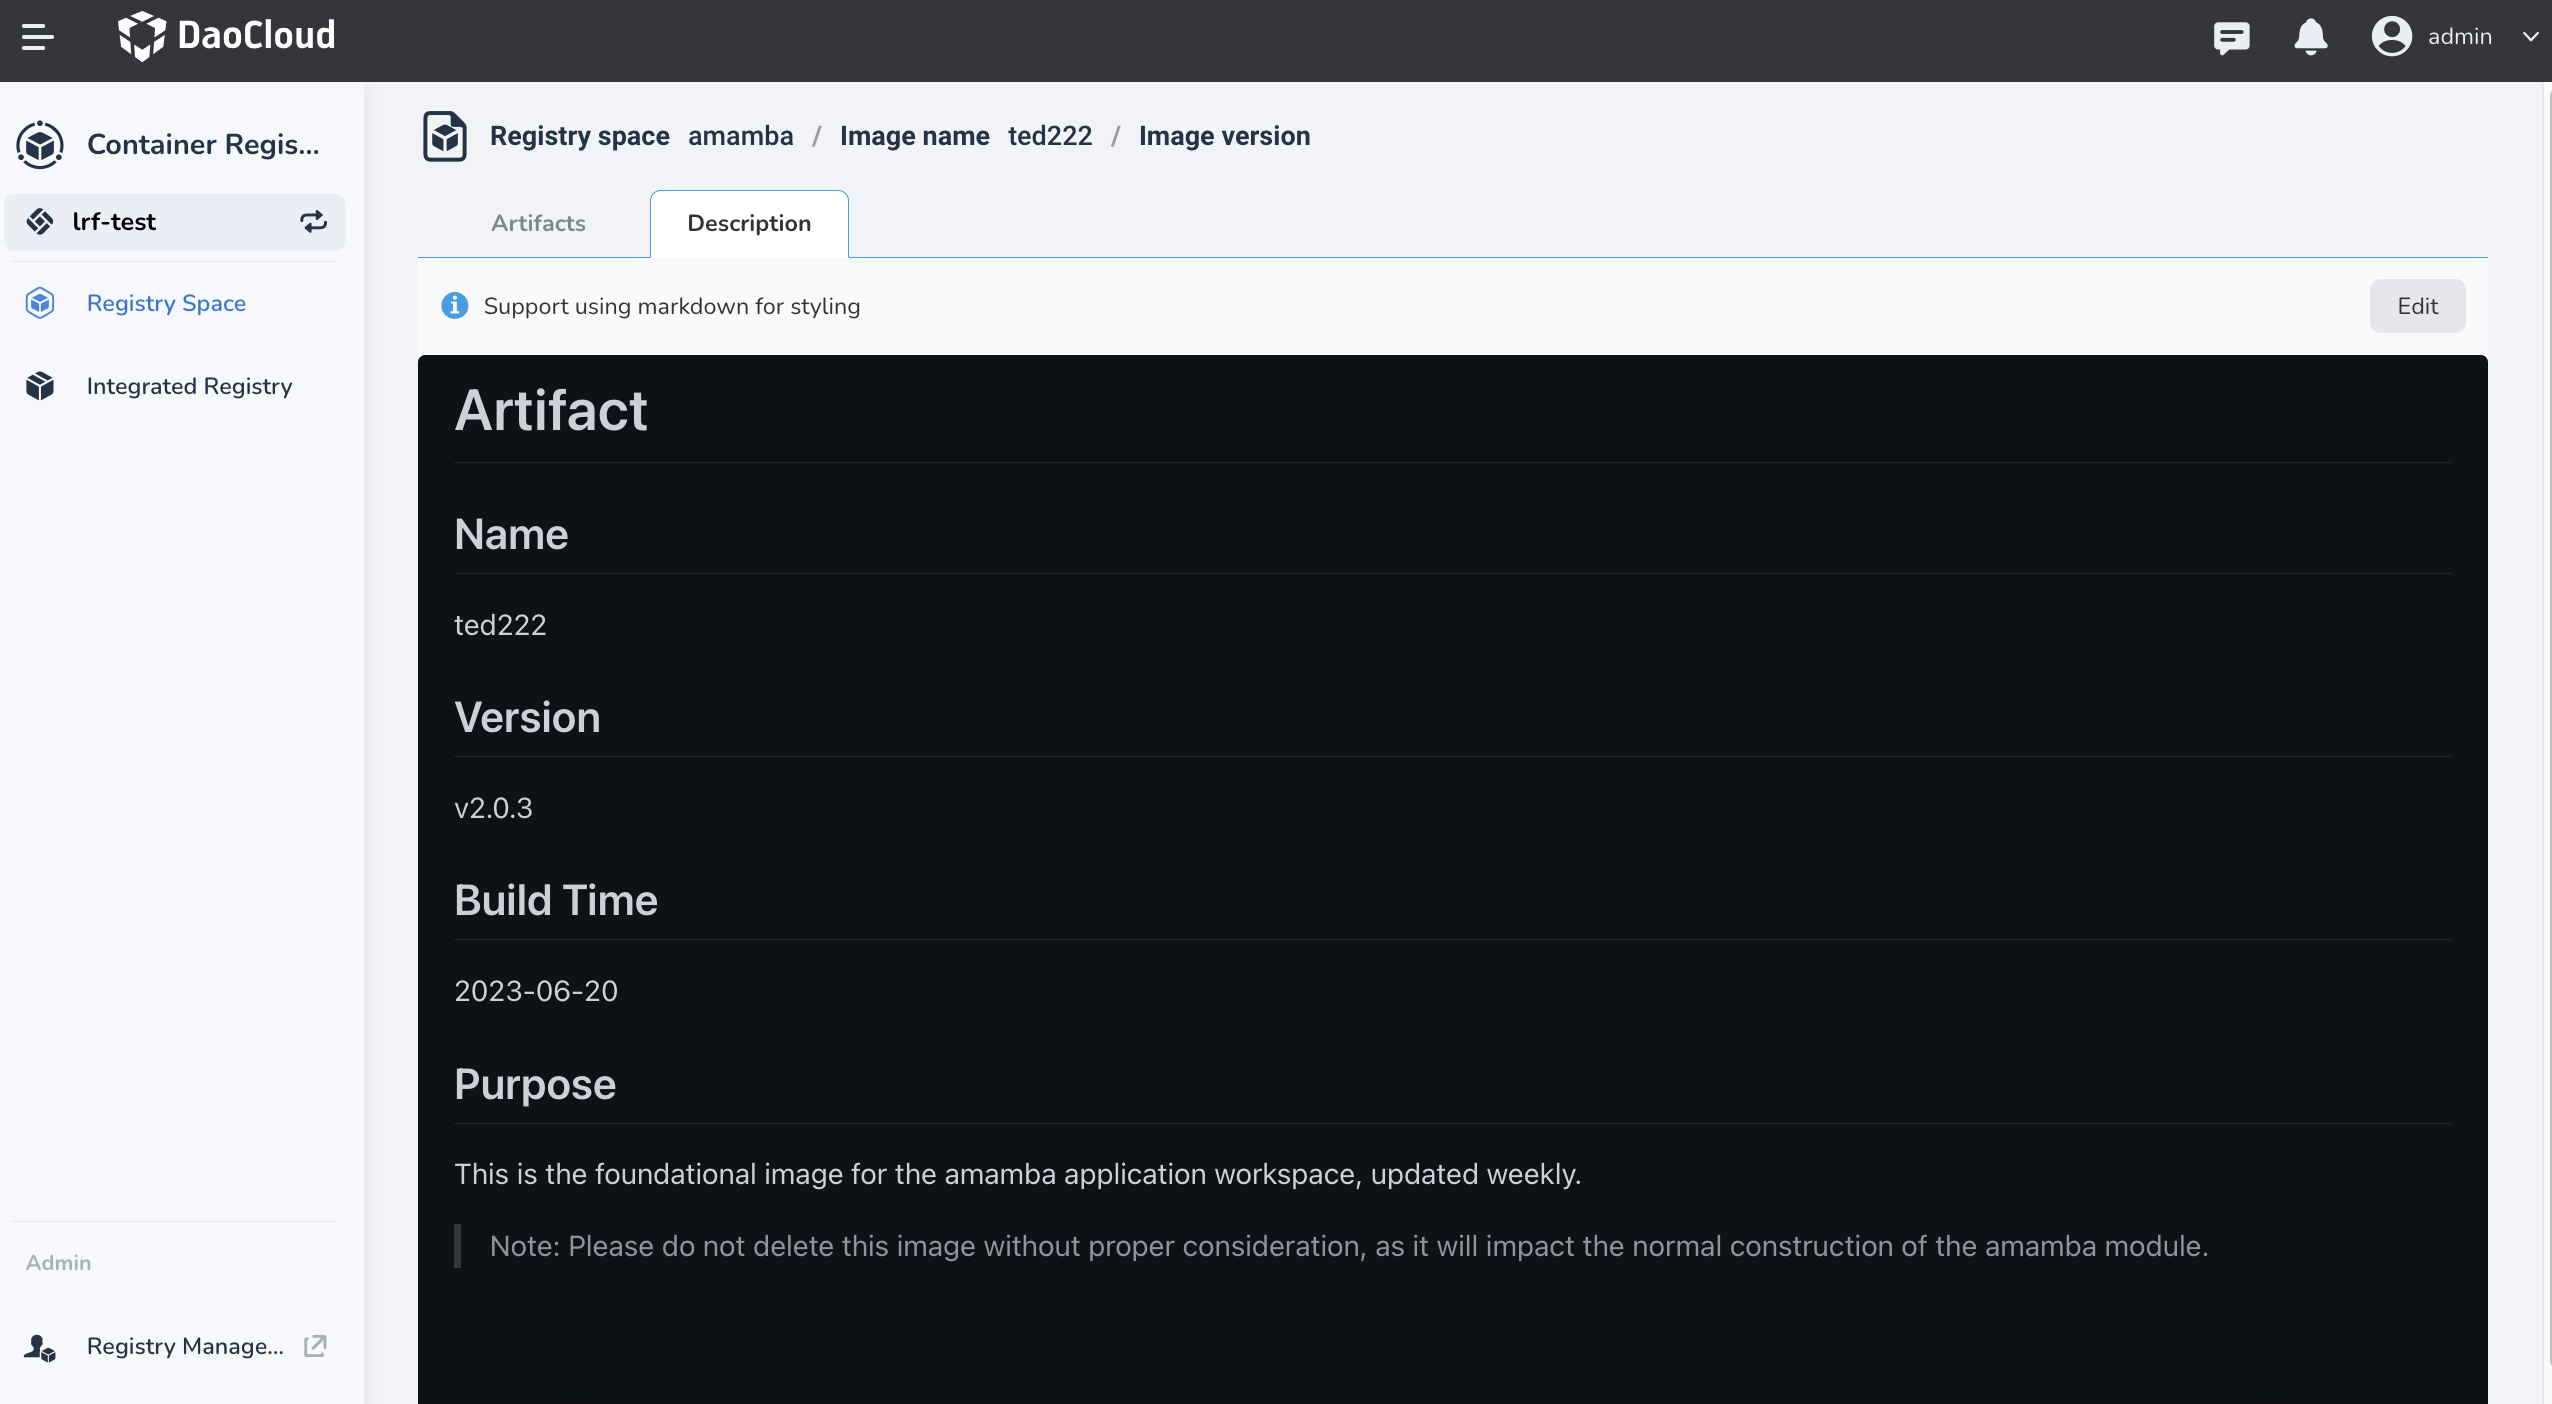 DaoCloud
admin
Container Regis...
lrf-test
Registry Space
Integrated Registry
Admin
Registry Manage...
Registry space amamba / Image name ted222 / Image version
Artifacts Description
Support using markdown for styling
Edit
Artifact
Name
ted222
Version
v2.0.3
Build Time
2023-06-20
Purpose
This is the foundational image for the amamba application workspace, updated weekly.
Note: Please do not delete this image without proper consideration, as it will impact the normal construction of the amamba module.